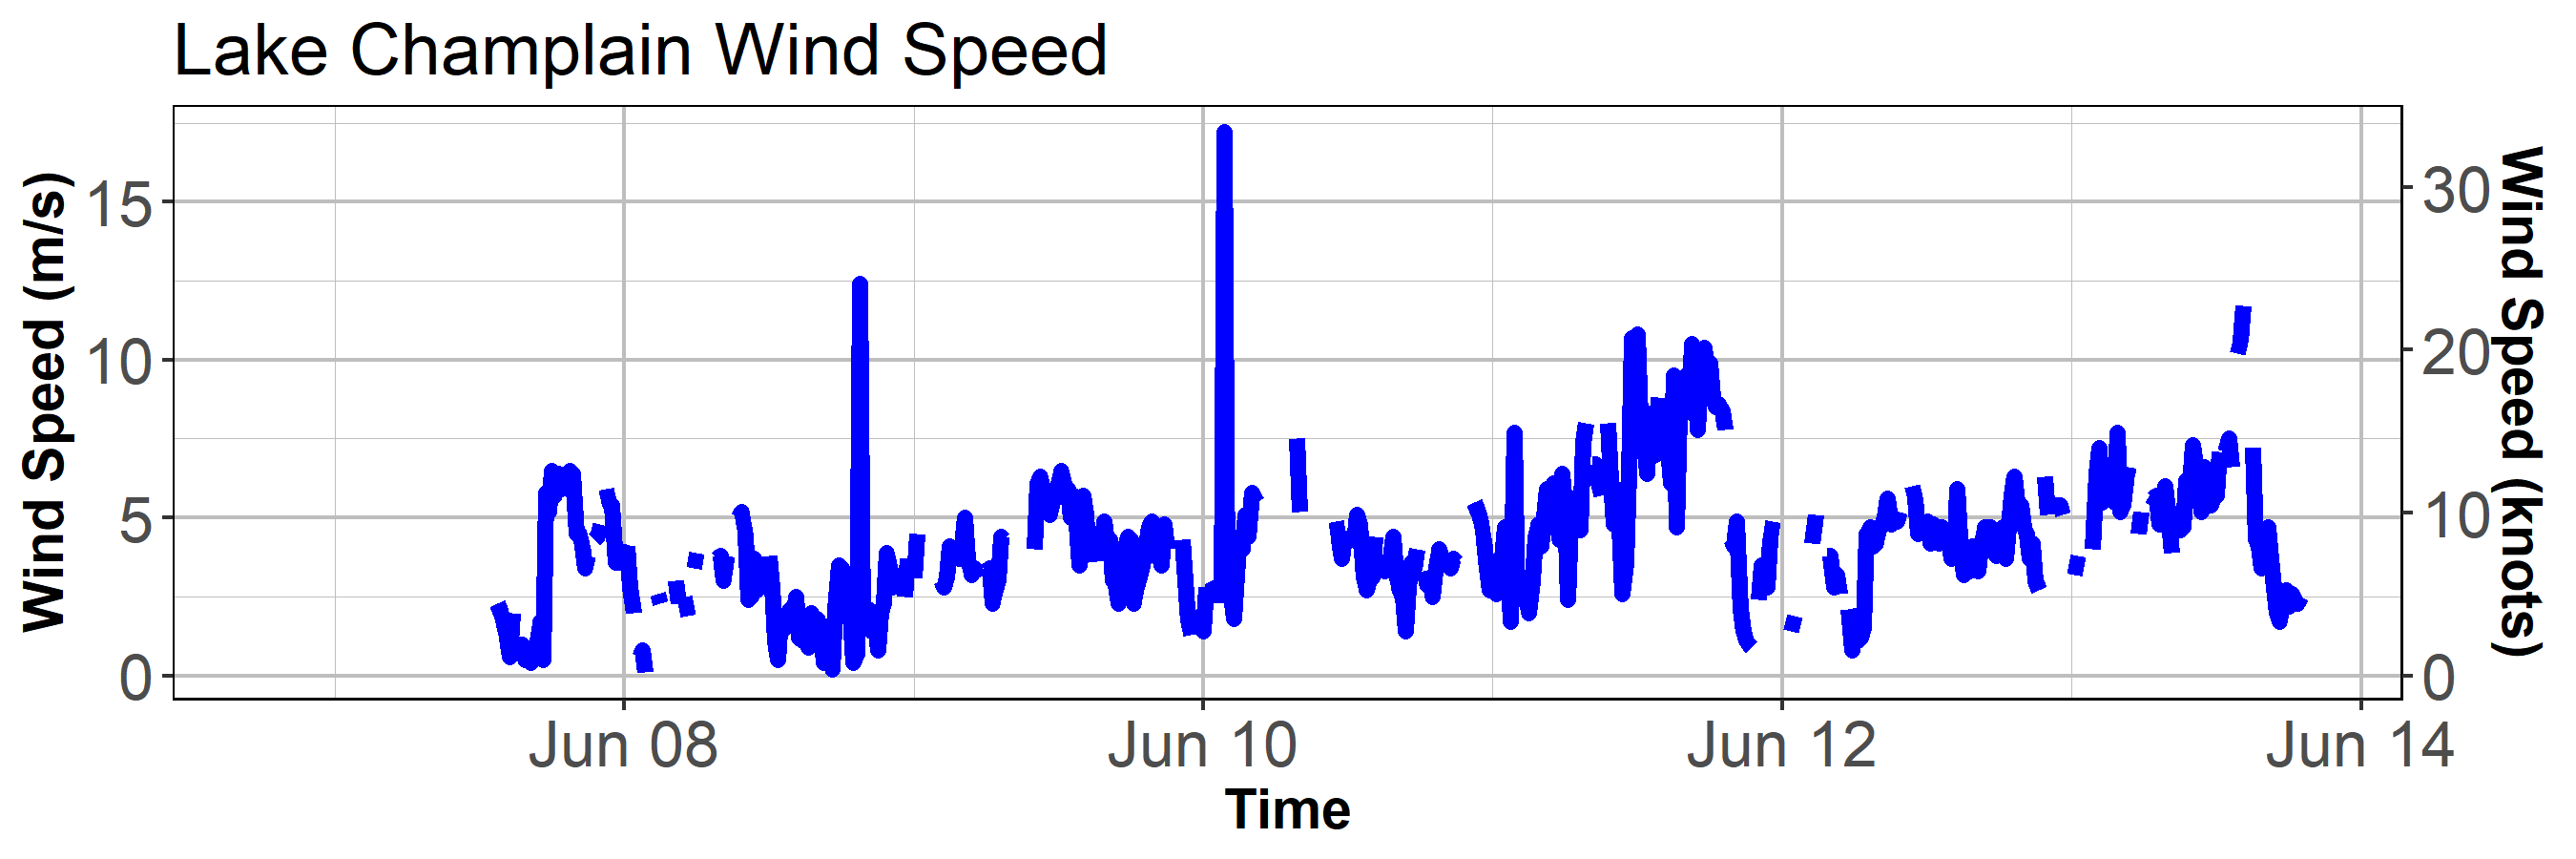 Lake Champlain Wind Speed
Wind Speed (m/s)
15
10
5
0
30
20
10
0
Wind Speed (knots)
Jun 08
Jun 10
Jun 12
Jun 14
Time